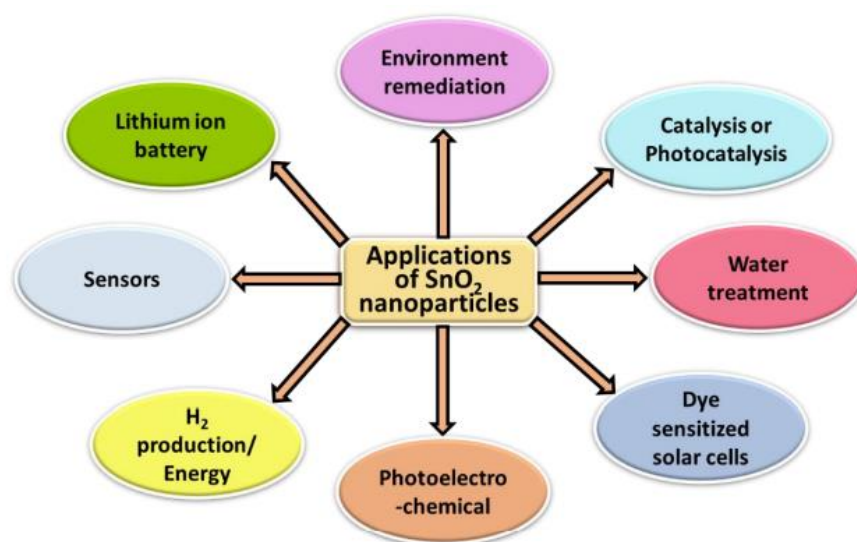 Environment
remediation
Lithium ion
battery
Catalysis or
Photocatalysis
Sensors
Applications
of SnO₂
nanoparticles
Water
treatment
H₂
production/
Energy
Photoelectro
-chemical
Dye
sensitized
solar cells